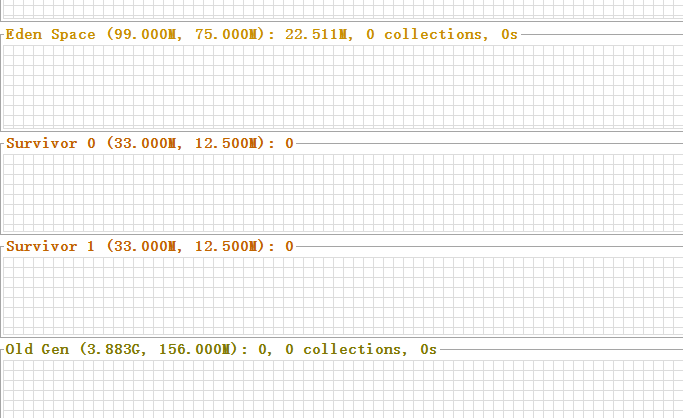 Eden Space (99.000M, 75.000M): 22.511M, 0 collections, 0s
Survivor 0 (33.000M, 12.500M): 0
Survivor 1 (33.000M, 12.500M): 0
Old Gen (3.883G, 156.000M): 0, 0 collections, 0s